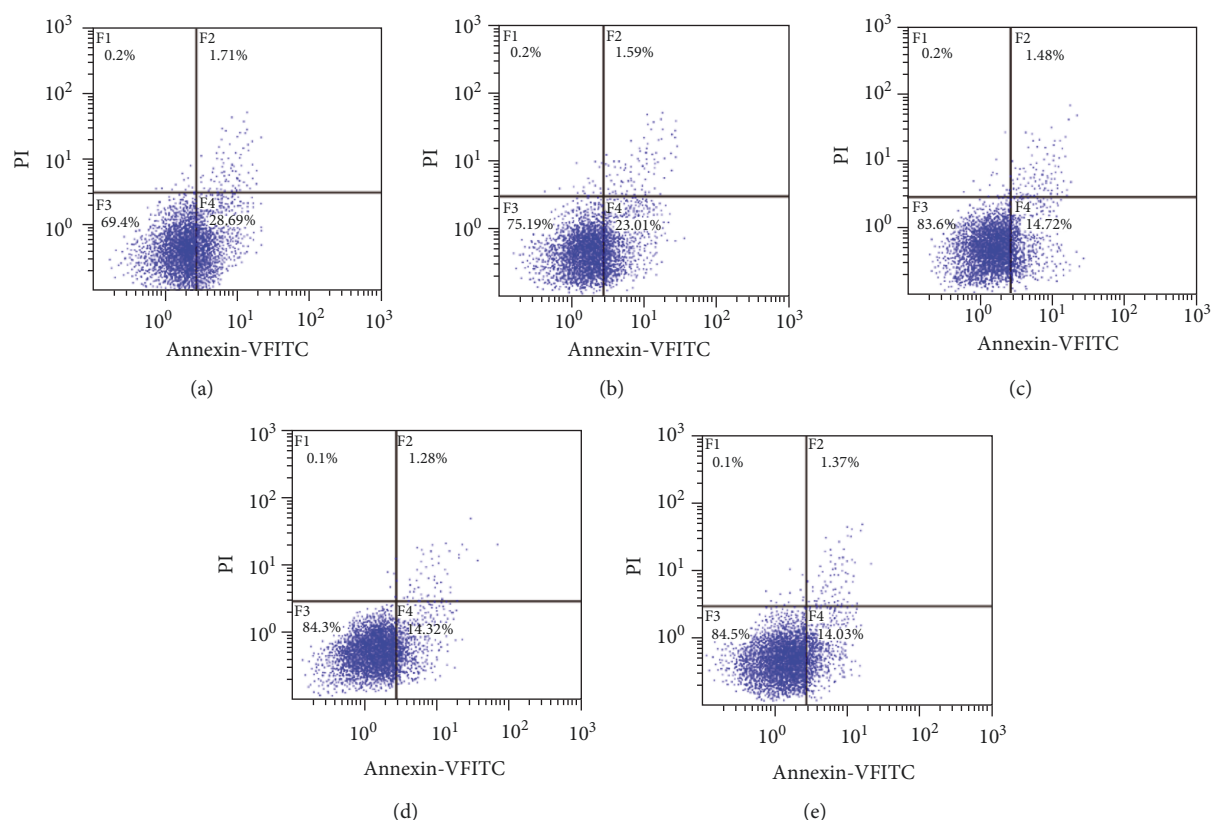 10³
F1 F2
0.2% 1.71%
10²
PI
10¹
F3 F4
69.4% 28.69%
10⁰
10⁰ 10¹ 10² 10³
Annexin-VFITC
(a)
10³
F1 F2
0.2% 1.59%
10²
PI
10¹
F3 F4
75.19% 23.01%
10⁰
10⁰ 10¹ 10² 10³
Annexin-VFITC
(b)
10³
F1 F2
0.2% 1.48%
10²
PI
10¹
F3 F4
83.6% 14.72%
10⁰
10⁰ 10¹ 10² 10³
Annexin-VFITC
(c)
10³
F1 F2
0.1% 1.28%
10²
PI
10¹
F3 F4
84.3% 14.32%
10⁰
10⁰ 10¹ 10² 10³
Annexin-VFITC
(d)
10³
F1 F2
0.1% 1.37%
10²
PI
10¹
F3 F4
84.5% 14.03%
10⁰
10⁰ 10¹ 10² 10³
Annexin-VFITC
(e)